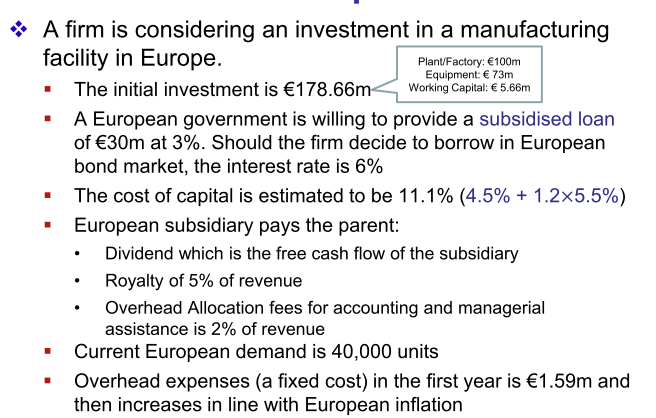 ❖ A firm is considering an investment in a manufacturing
facility in Europe.
Plant/Factory: €100m
Equipment: € 73m
Working Capital: € 5.66m
▪ The initial investment is €178.66m
▪ A European government is willing to provide a subsidised loan
of €30m at 3%. Should the firm decide to borrow in European
bond market, the interest rate is 6%
▪ The cost of capital is estimated to be 11.1% (4.5% + 1.2×5.5%)
▪ European subsidiary pays the parent:
• Dividend which is the free cash flow of the subsidiary
• Royalty of 5% of revenue
• Overhead Allocation fees for accounting and managerial
assistance is 2% of revenue
▪ Current European demand is 40,000 units
▪ Overhead expenses (a fixed cost) in the first year is €1.59m and
then increases in line with European inflation